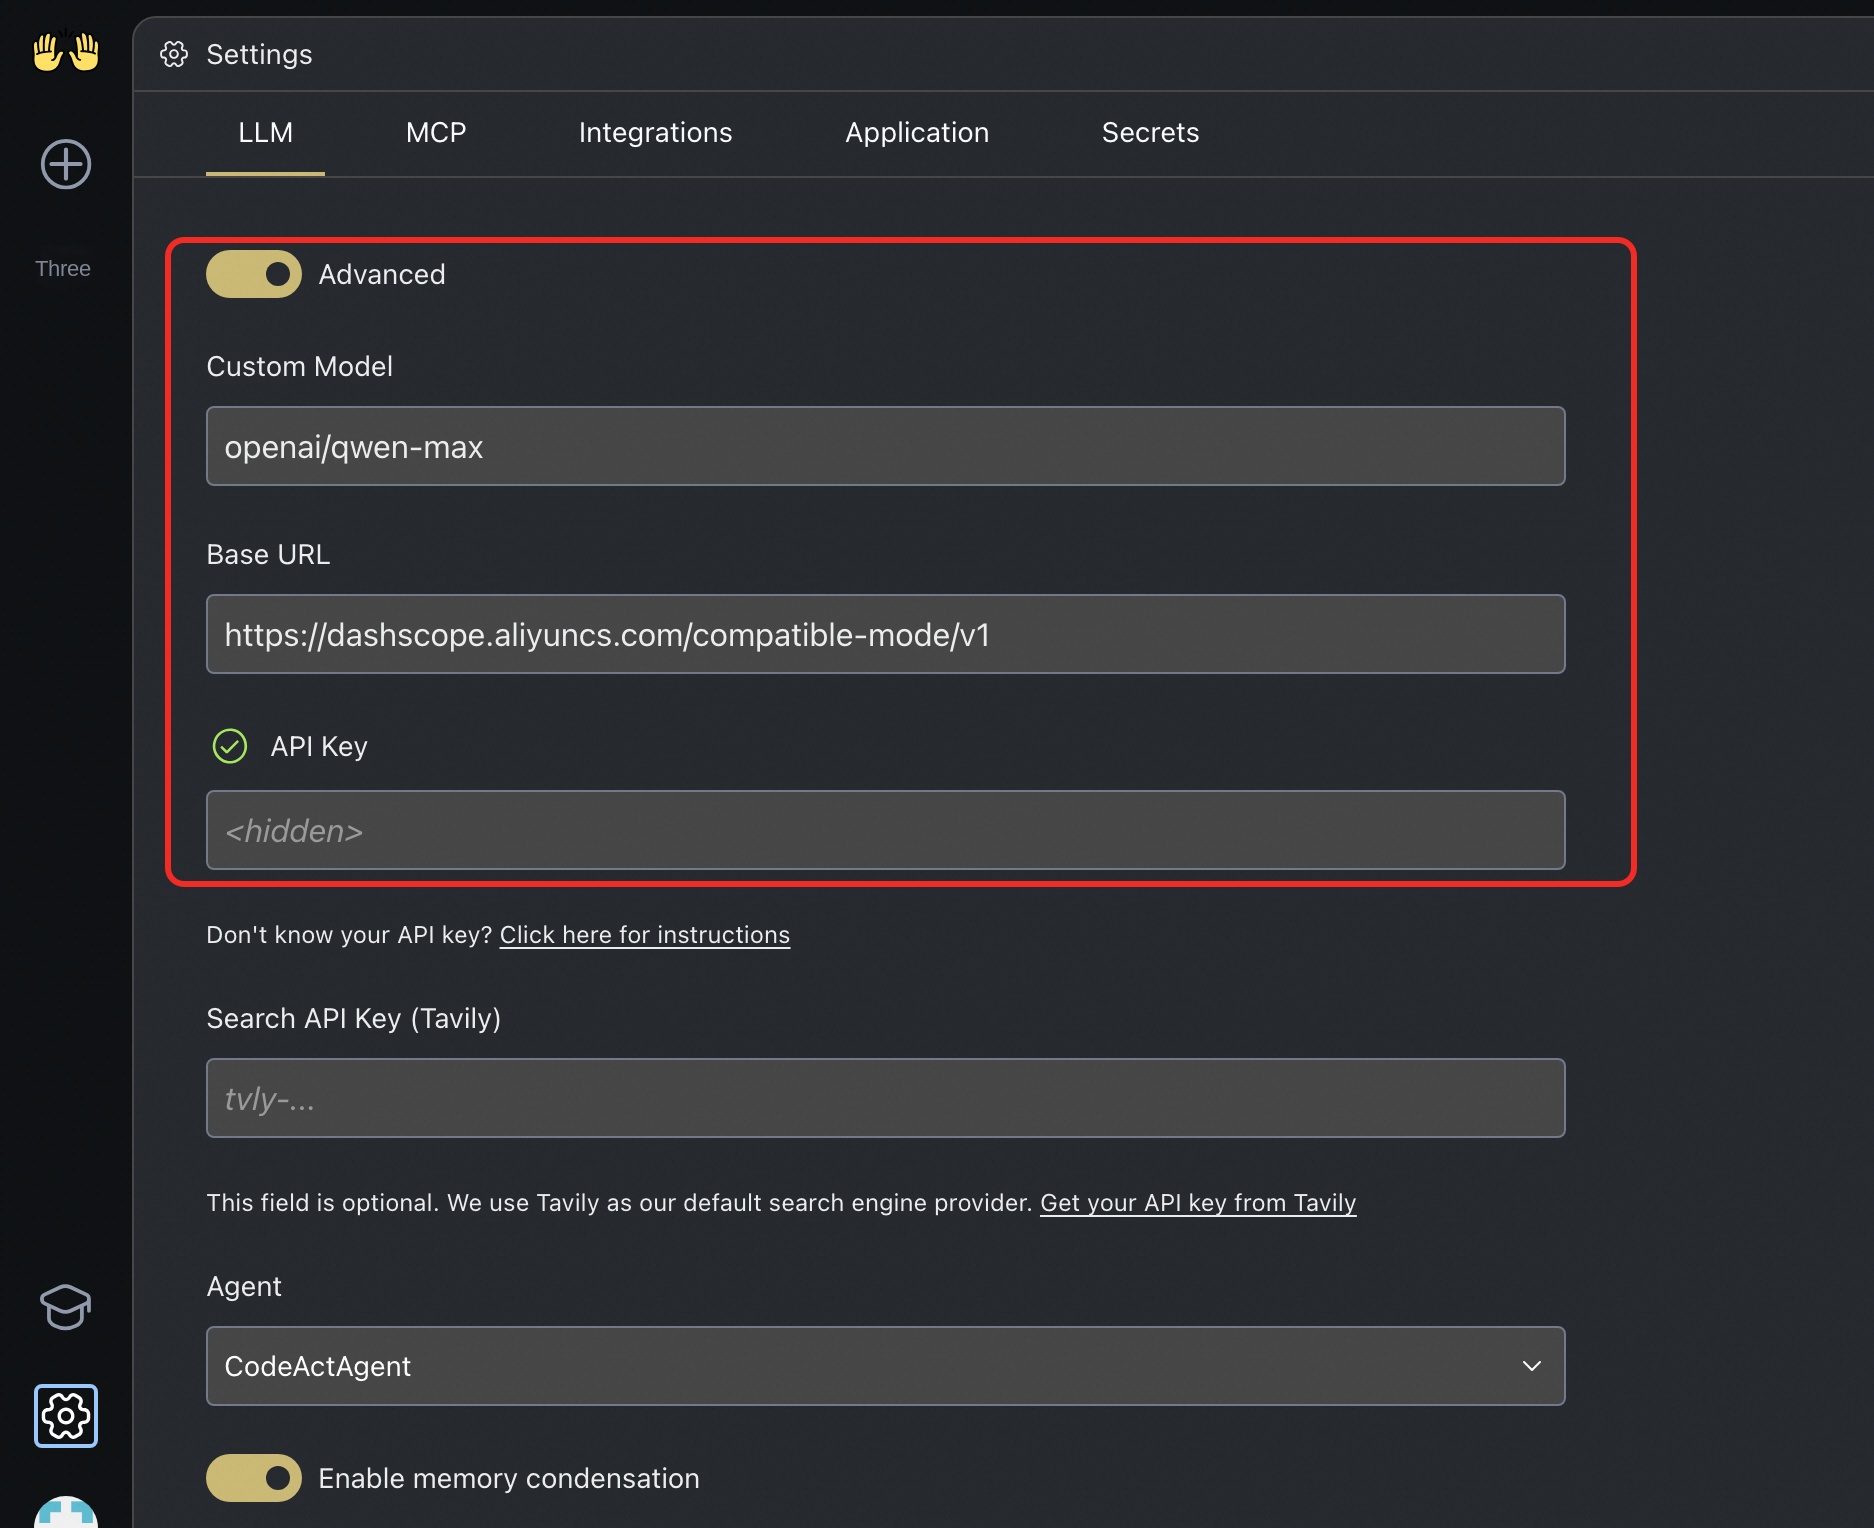 Settings
LLM MCP Integrations Application Secrets
Three
Advanced
Custom Model
openai/qwen-max
Base URL
https://dashscope.aliyuncs.com/compatible-mode/v1
API Key
<hidden>
Don't know your API key? Click here for instructions
Search API Key (Tavily)
tvly-...
This field is optional. We use Tavily as our default search engine provider. Get your API key from Tavily
Agent
CodeActAgent
Enable memory condensation